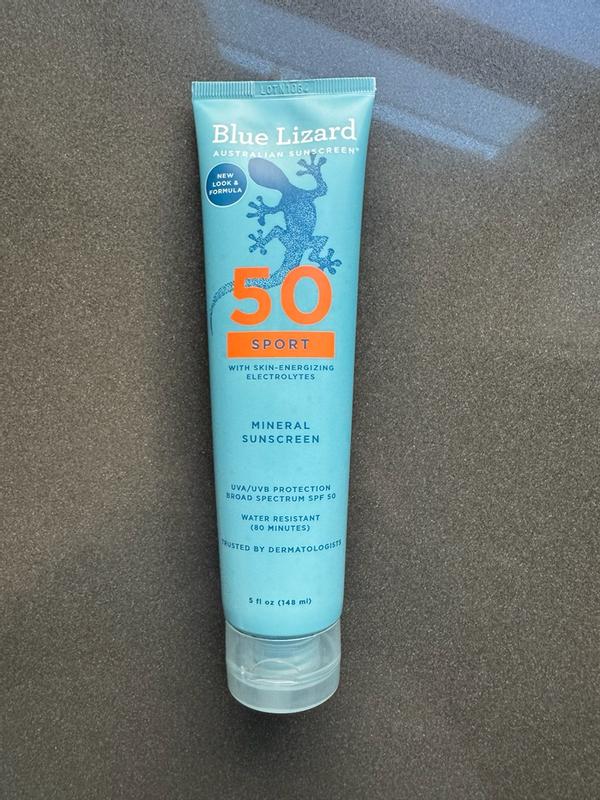 Blue Lizard
AUSTRALIAN SUNSCREEN®
NEW
LOOK &
FORMULA
50
SPORT
WITH SKIN-ENERGIZING
ELECTROLYTES
MINERAL
SUNSCREEN
UVA/UVB PROTECTION
BROAD SPECTRUM SPF 50
WATER RESISTANT
(80 MINUTES)
TRUSTED BY DERMATOLOGISTS
5 fl oz (148 ml)